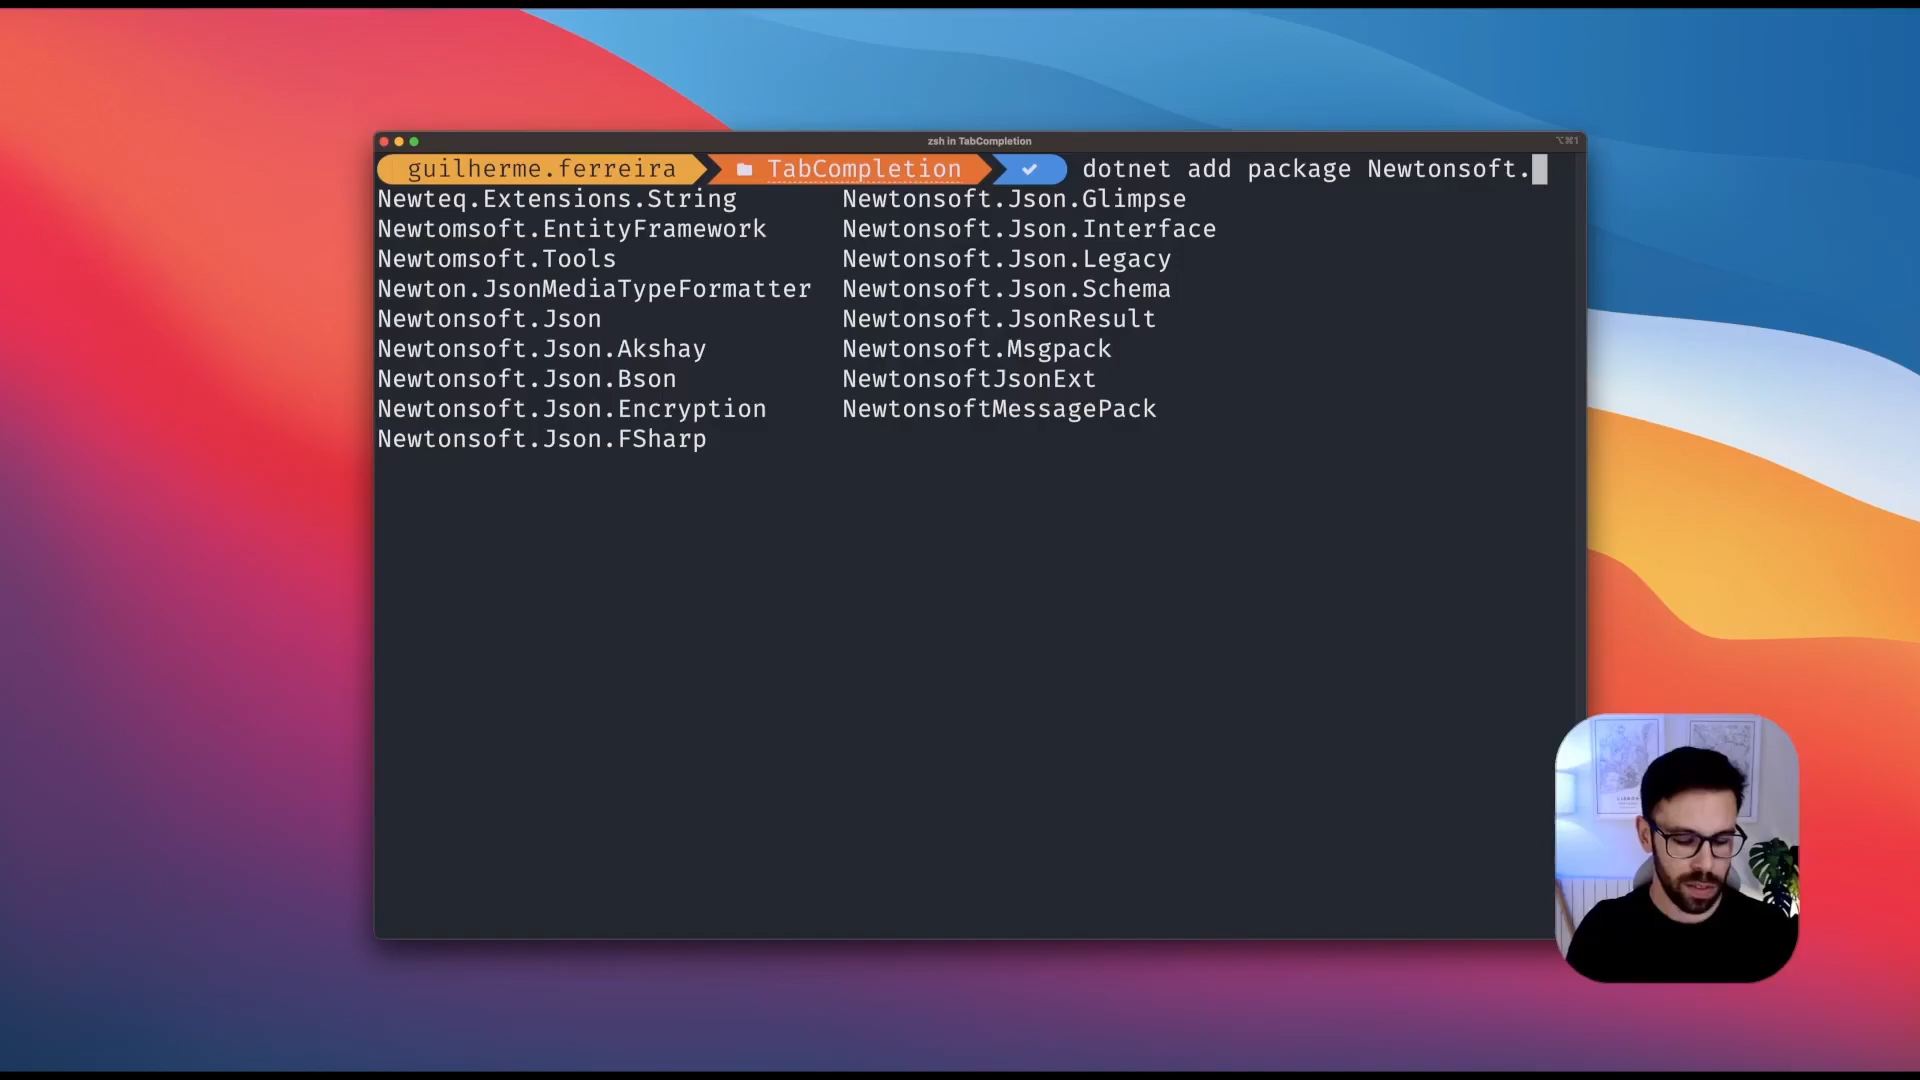 zsh in TabCompletion
⌥⌘1
guilherme.ferreira TabCompletion ✓ dotnet add package Newtonsoft.
Newteq.Extensions.String Newtonsoft.Json.Glimpse
Newtomsoft.EntityFramework Newtonsoft.Json.Interface
Newtomsoft.Tools Newtonsoft.Json.Legacy
Newton.JsonMediaTypeFormatter Newtonsoft.Json.Schema
Newtonsoft.Json Newtonsoft.JsonResult
Newtonsoft.Json.Akshay Newtonsoft.Msgpack
Newtonsoft.Json.Bson NewtonsoftJsonExt
Newtonsoft.Json.Encryption NewtonsoftMessagePack
Newtonsoft.Json.FSharp